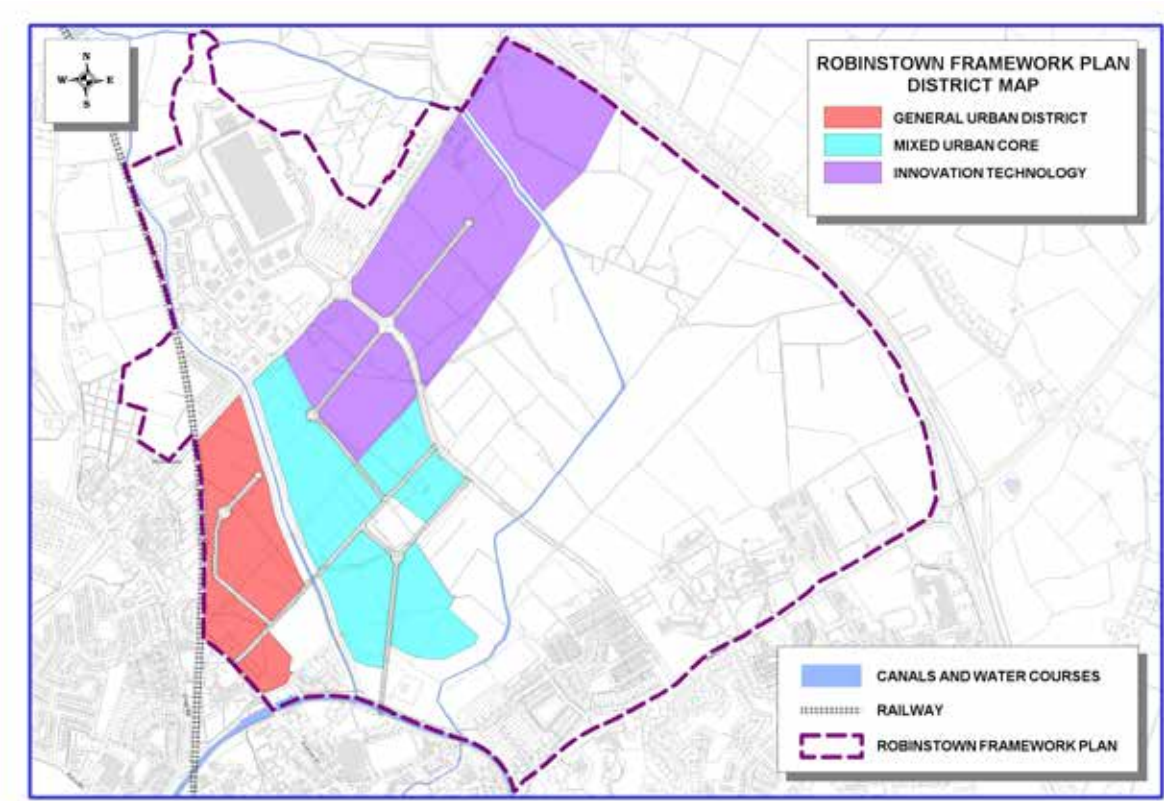 N
W E
S
ROBINSTOWN FRAMEWORK PLAN
DISTRICT MAP
GENERAL URBAN DISTRICT
MIXED URBAN CORE
INNOVATION TECHNOLOGY
CANALS AND WATER COURSES
RAILWAY
ROBINSTOWN FRAMEWORK PLAN